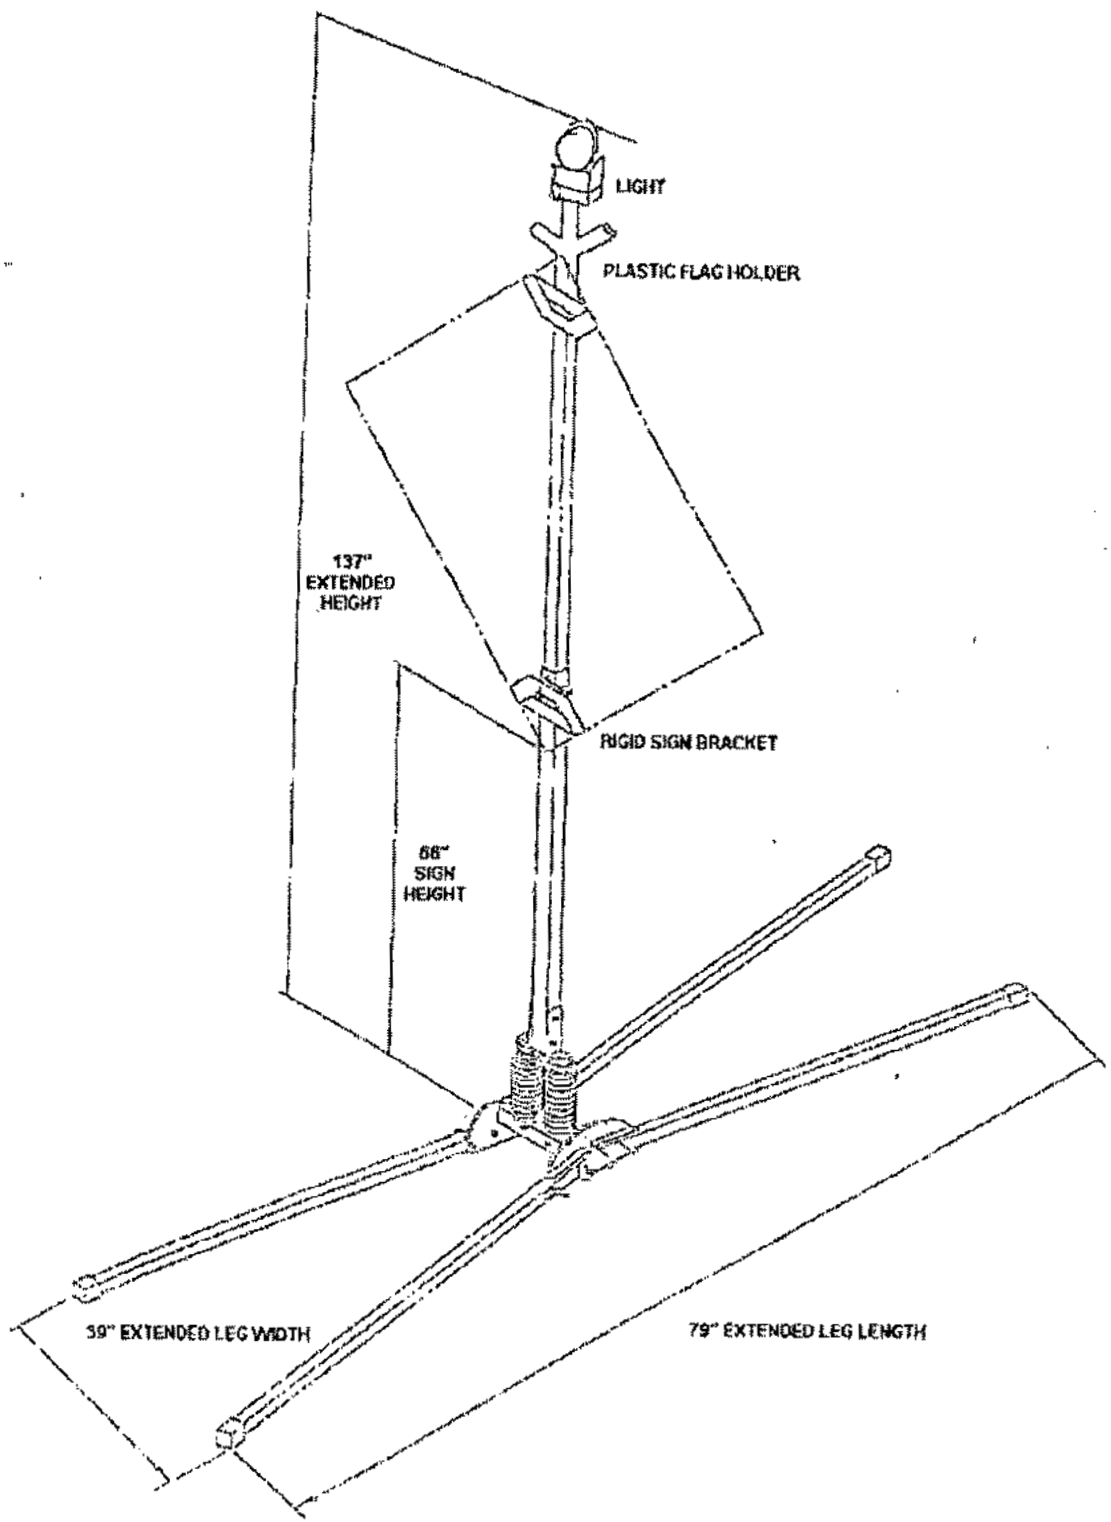 LIGHT
PLASTIC FLAG HOLDER
137"
EXTENDED
HEIGHT
RIGID SIGN BRACKET
SIGN
HEIGHT
39" EXTENDED LEG WIDTH
79" EXTENDED LEG LENGTH